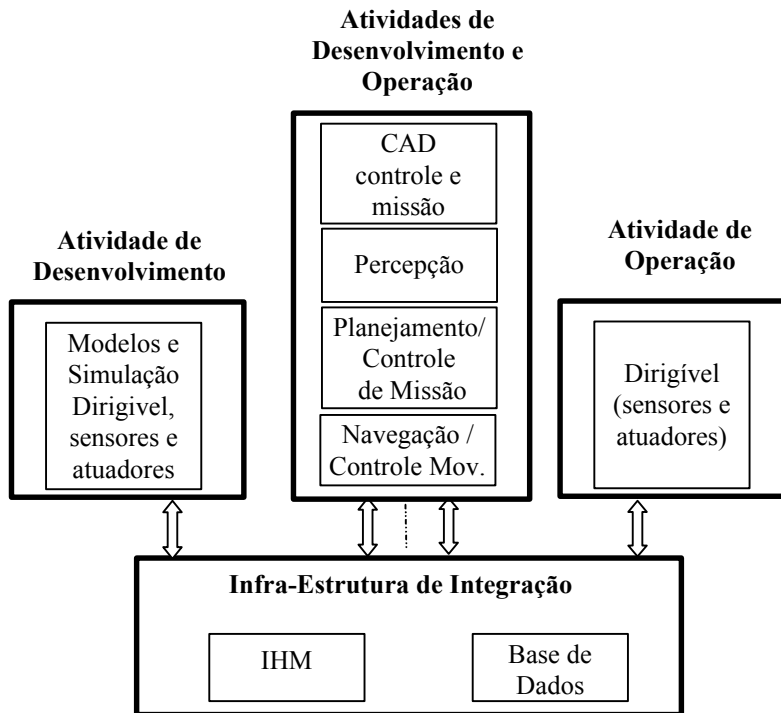 Atividades de
Desenvolvimento e
Operação
CAD
controle e
missão
Percepção
Planejamento/
Controle
de Missão
Navegação /
Controle Mov.
Atividade de
Desenvolvimento
Modelos e
Simulação
Dirigivel,
sensores e
atuadores
Atividade de
Operação
Dirigível
(sensores e
atuadores)
Infra-Estrutura de Integração
IHM
Base de
Dados